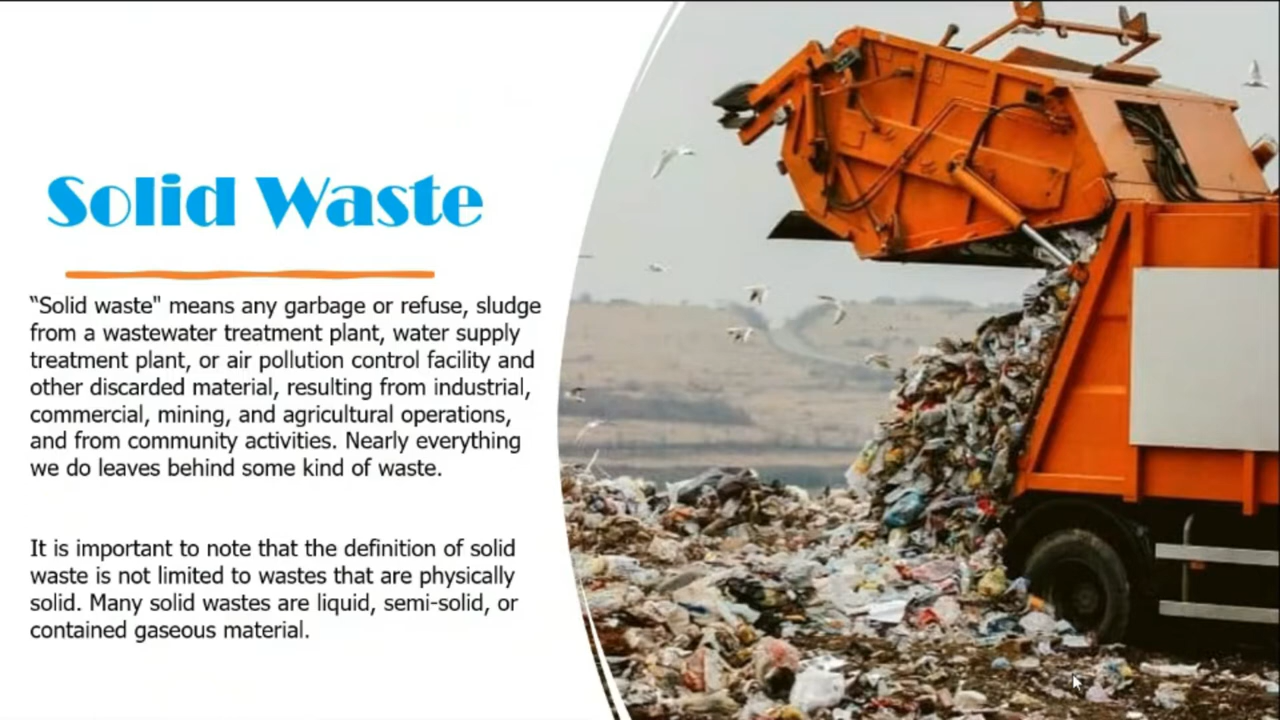 Solid Waste
“Solid waste" means any garbage or refuse, sludge
from a wastewater treatment plant, water supply
treatment plant, or air pollution control facility and
other discarded material, resulting from industrial,
commercial, mining, and agricultural operations,
and from community activities. Nearly everything
we do leaves behind some kind of waste.
It is important to note that the definition of solid
waste is not limited to wastes that are physically
solid. Many solid wastes are liquid, semi-solid, or
contained gaseous material.